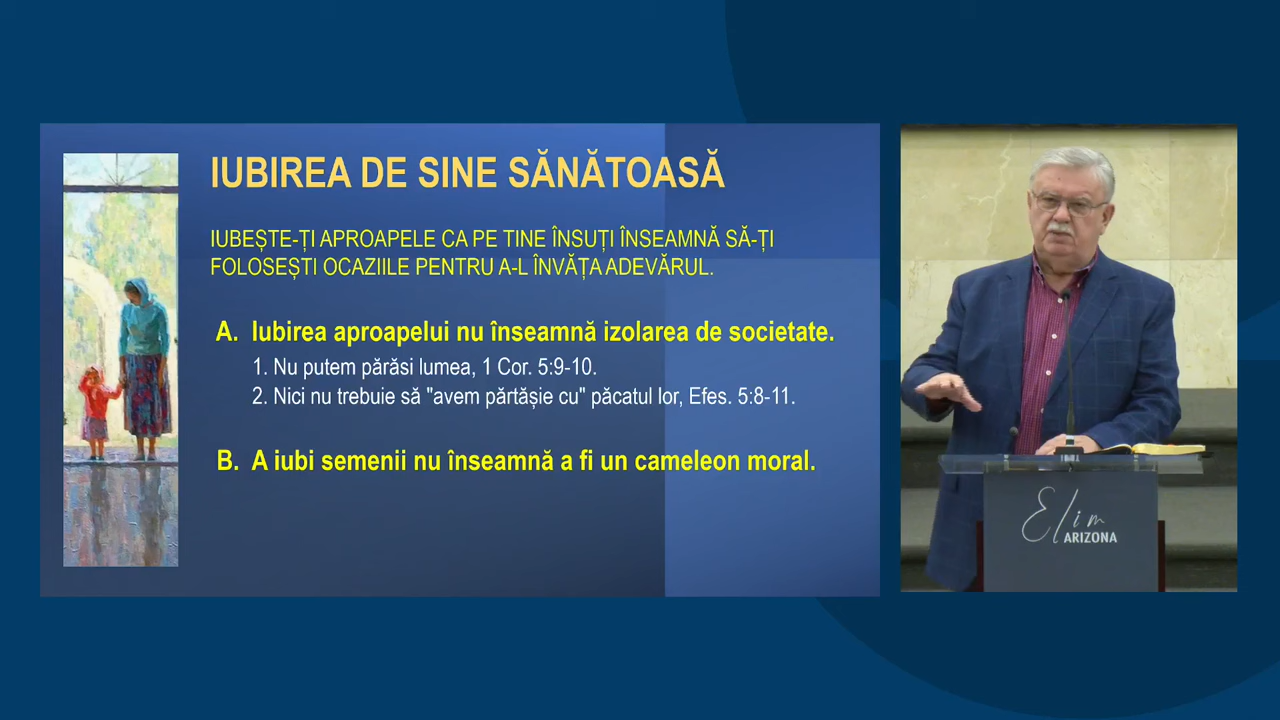 IUBIREA DE SINE SĂNĂTOASĂ
IUBEȘTE-ȚI APROAPELE CA PE TINE ÎNSUȚI ÎNSEAMNĂ SĂ-ȚI
FOLOSEȘTI OCAZIILE PENTRU A-L ÎNVĂȚA ADEVĂRUL.
A. Iubirea aproapelui nu înseamnă izolarea de societate.
1. Nu putem părăsi lumea, 1 Cor. 5:9-10.
2. Nici nu trebuie să "avem părtășie cu" păcatul lor, Efes. 5:8-11.
B. A iubi semenii nu înseamnă a fi un cameleon moral.
Elim
ARIZONA